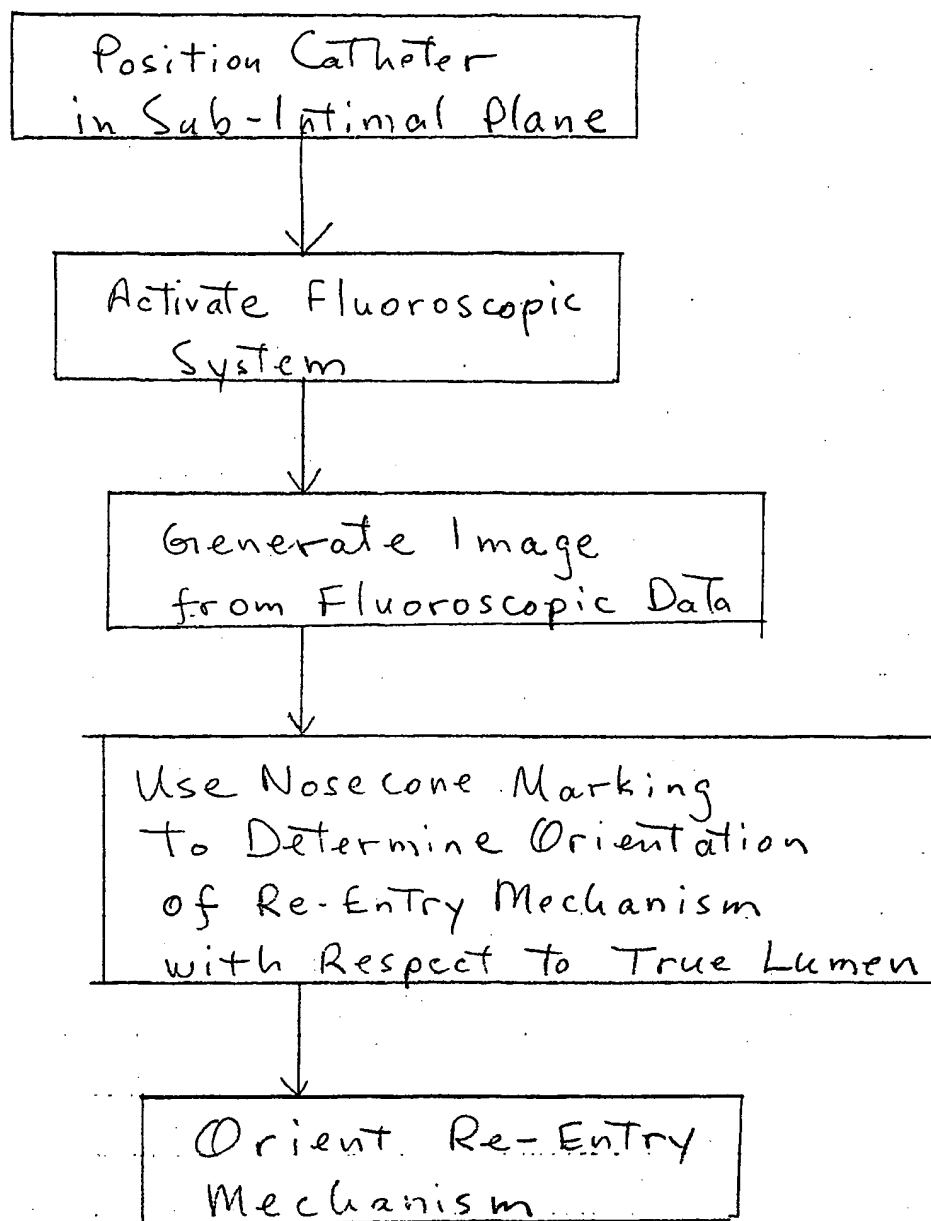 Position Catheter
in Sub-Intimal Plane
Activate Fluoroscopic
System
Generate Image
from Fluoroscopic Data
Use Nosecone Marking
to Determine Orientation
of Re-Entry Mechanism
with Respect to True Lumen
Orient Re-Entry
Mechanism